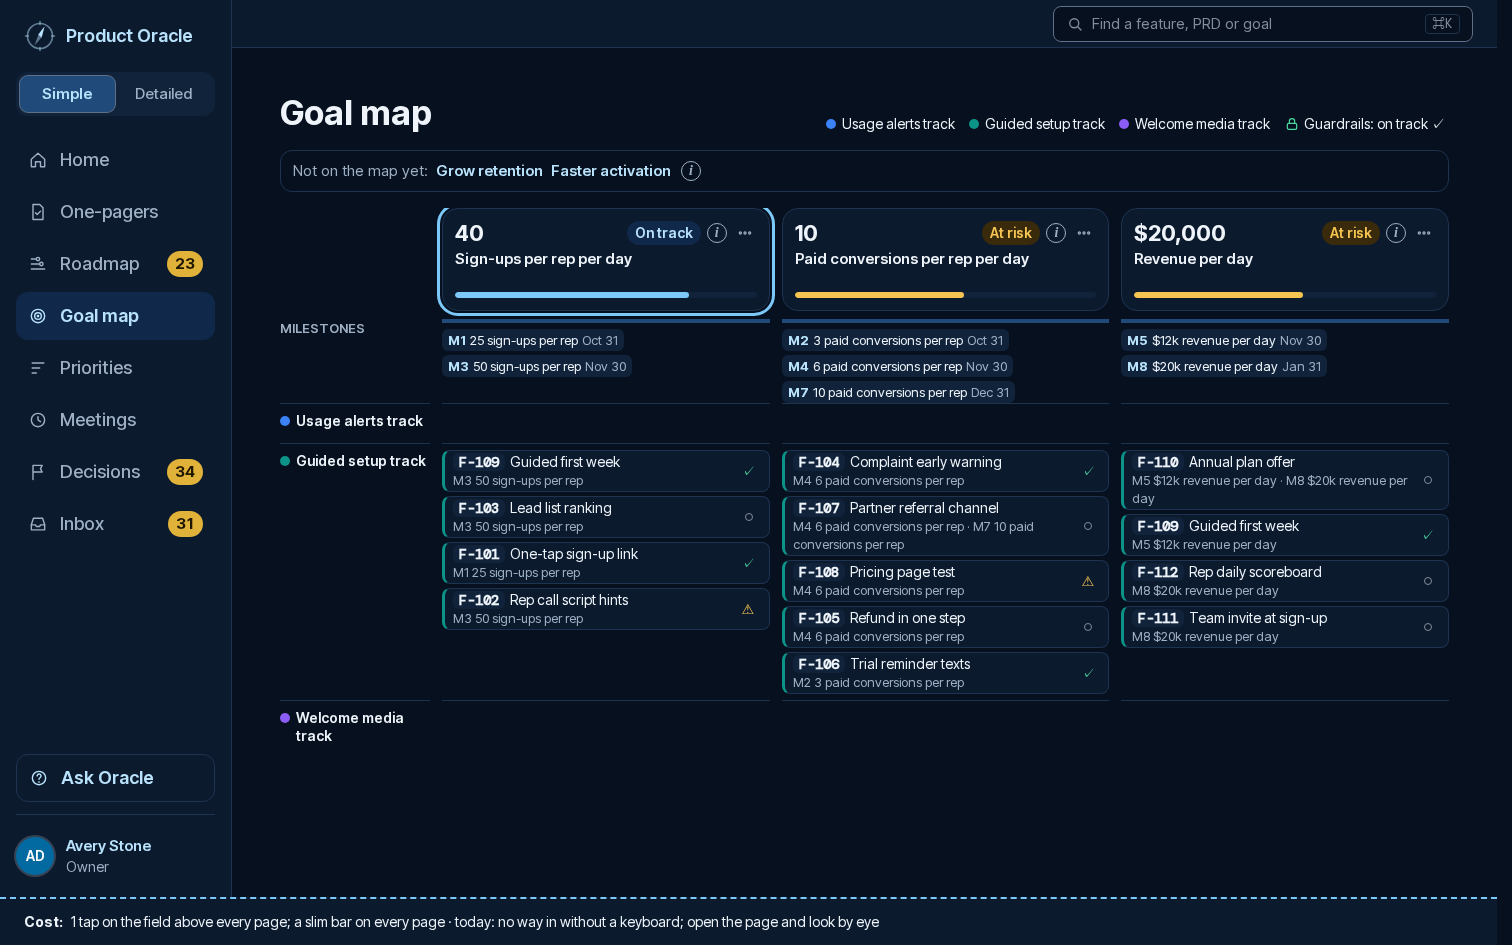 Product Oracle
Find a feature, PRD or goal
⌘K
Simple
Detailed
Home
One-pagers
Roadmap 23
Goal map
Priorities
Meetings
Decisions 34
Inbox 31
Ask Oracle
AD
Avery Stone
Owner
Goal map
Usage alerts track
Guided setup track
Welcome media track
Guardrails: on track ✓
Not on the map yet: Grow retention Faster activation i
40 On track i •••
Sign-ups per rep per day
10 At risk i •••
Paid conversions per rep per day
$20,000 At risk i •••
Revenue per day
MILESTONES
M1 25 sign-ups per rep Oct 31
M3 50 sign-ups per rep Nov 30
M2 3 paid conversions per rep Oct 31
M4 6 paid conversions per rep Nov 30
M7 10 paid conversions per rep Dec 31
M5 $12k revenue per day Nov 30
M8 $20k revenue per day Jan 31
Usage alerts track
Guided setup track
F-109 Guided first week ✓
M3 50 sign-ups per rep
F-103 Lead list ranking ○
M3 50 sign-ups per rep
F-101 One-tap sign-up link ✓
M1 25 sign-ups per rep
F-102 Rep call script hints ⚠
M3 50 sign-ups per rep
F-104 Complaint early warning ✓
M4 6 paid conversions per rep
F-107 Partner referral channel ○
M4 6 paid conversions per rep · M7 10 paid
conversions per rep
F-108 Pricing page test ⚠
M4 6 paid conversions per rep
F-105 Refund in one step ○
M4 6 paid conversions per rep
F-106 Trial reminder texts ✓
M2 3 paid conversions per rep
F-110 Annual plan offer ○
M5 $12k revenue per day · M8 $20k revenue per
day
F-109 Guided first week ✓
M5 $12k revenue per day
F-112 Rep daily scoreboard ○
M8 $20k revenue per day
F-111 Team invite at sign-up ○
M8 $20k revenue per day
Welcome media
track
Cost: 1 tap on the field above every page; a slim bar on every page · today: no way in without a keyboard; open the page and look by eye